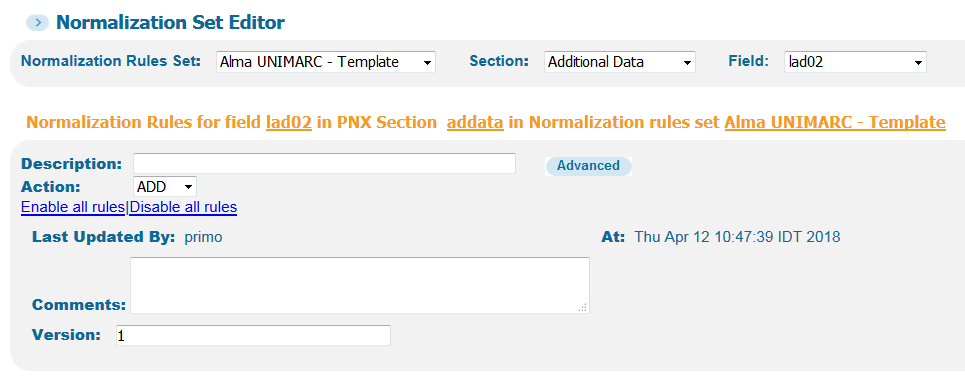 Normalization Set Editor
Normalization Rules Set: Alma UNIMARC - Template Section: Additional Data Field: lad02
Normalization Rules for field lad02 in PNX Section addata in Normalization rules set Alma UNIMARC - Template
Description: Advanced
Action: ADD
Enable all rules|Disable all rules
Last Updated By: primo At: Thu Apr 12 10:47:39 IDT 2018
Comments:
Version: 1